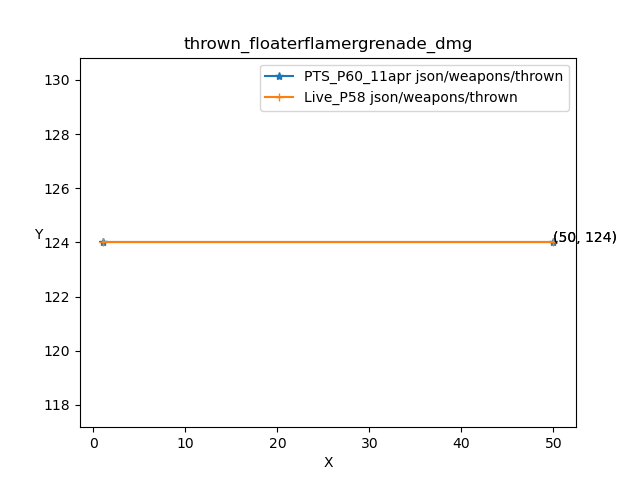 thrown_floaterflamergrenade_dmg
PTS_P60_11apr json/weapons/thrown
Live_P58 json/weapons/thrown
130
128
126
124
122
120
118
Y
(50, 124)
0 10 20 30 40 50
X